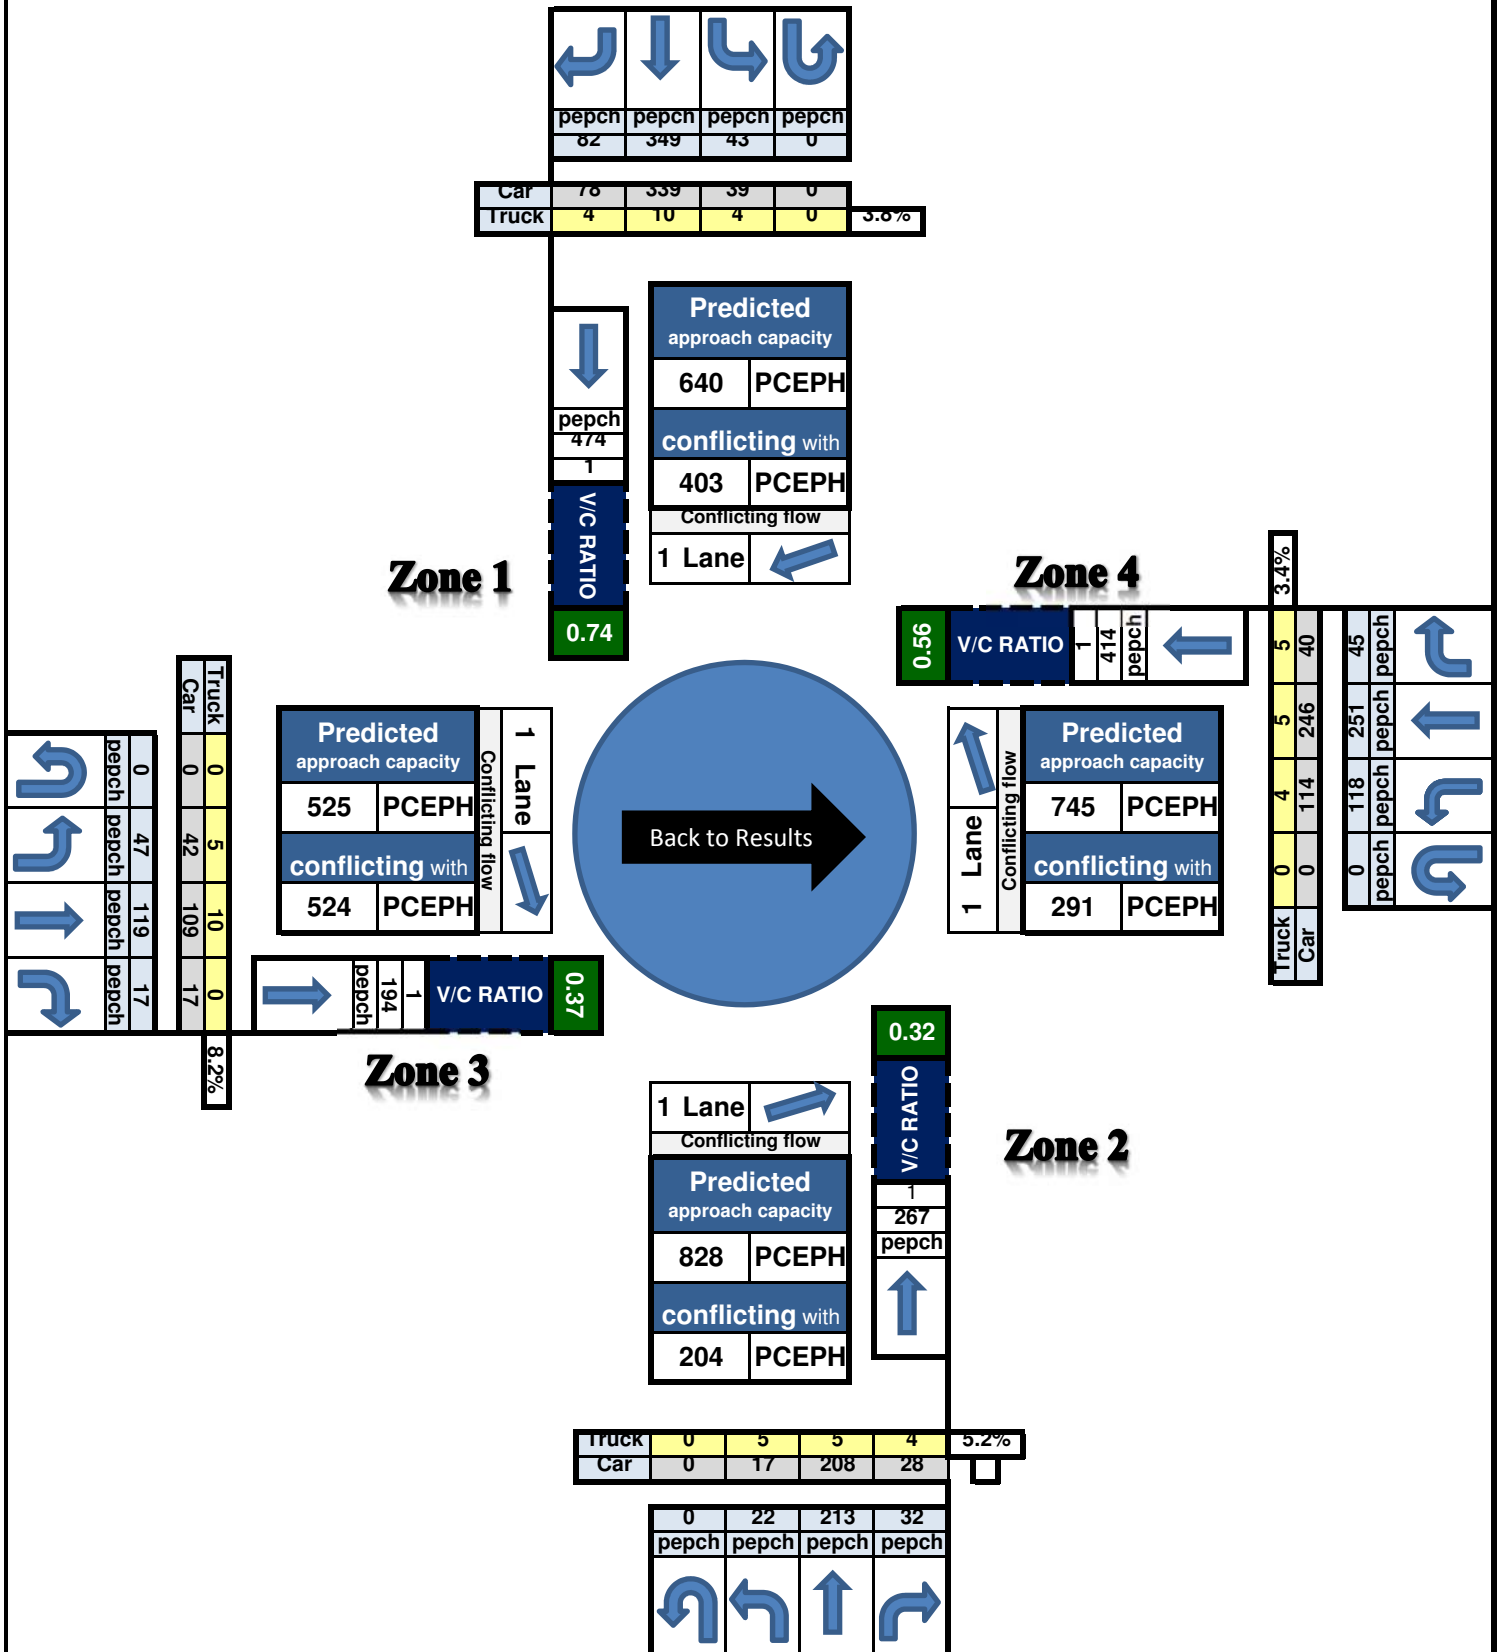 pepch pepch pepch pepch
82 349 43 0
Car 78 339 39 0
Truck 4 10 4 0 3.8%
Predicted
approach capacity
640 PCEPH
conflicting with
403 PCEPH
Conflicting flow
1 Lane
pepch
474
1
V/C RATIO
0.74
Zone 1
Zone 4
0.56
V/C RATIO
1
414
pepch
3.4%
5 5 4 0 Truck
40 246 114 0 Car
45 251 118 0
pepch pepch pepch pepch
Predicted
approach capacity
745 PCEPH
conflicting with
291 PCEPH
Conflicting flow
1 Lane
Back to Results
Predicted
approach capacity
525 PCEPH
conflicting with
524 PCEPH
Conflicting flow
1 Lane
Truck 0 5 10 0
Car 0 42 109 17
0 47 119 17
pepch pepch pepch pepch
8.2%
pepch
194
1
V/C RATIO
0.37
Zone 3
0.32
V/C RATIO
1
267
pepch
Zone 2
1 Lane
Conflicting flow
Predicted
approach capacity
828 PCEPH
conflicting with
204 PCEPH
Truck 0 5 5 4 5.2%
Car 0 17 208 28
0 22 213 32
pepch pepch pepch pepch